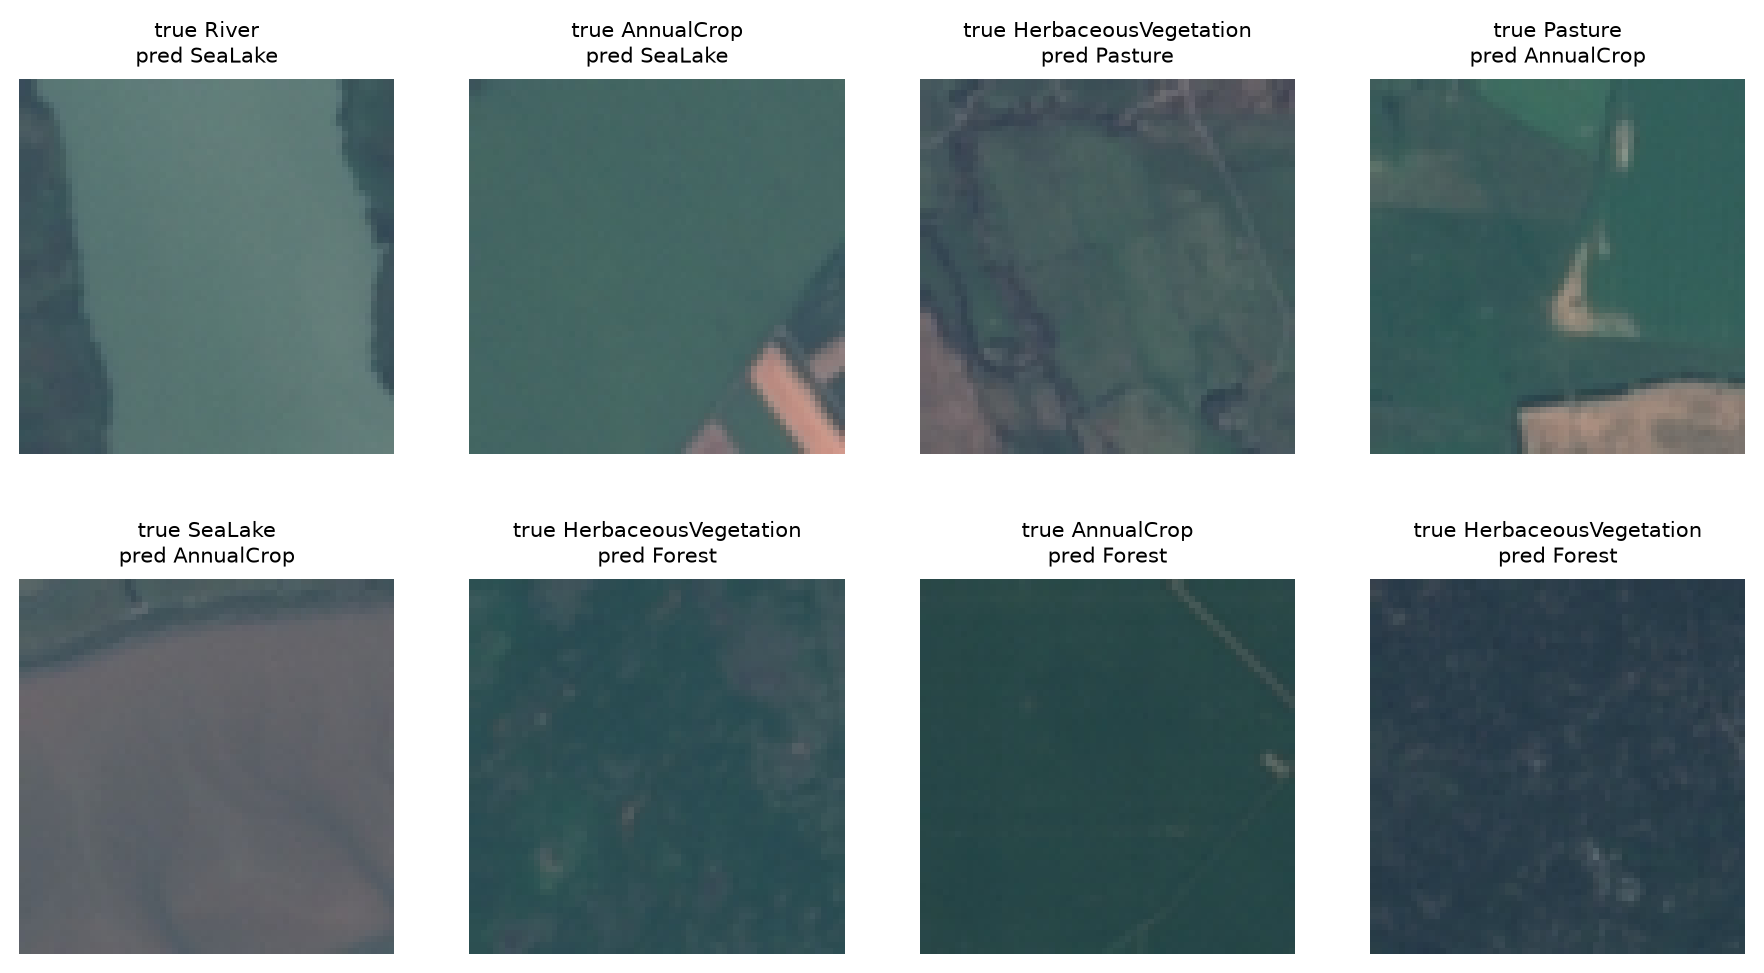 true River
pred SeaLake
true AnnualCrop
pred SeaLake
true HerbaceousVegetation
pred Pasture
true Pasture
pred AnnualCrop
true SeaLake
pred AnnualCrop
true HerbaceousVegetation
pred Forest
true AnnualCrop
pred Forest
true HerbaceousVegetation
pred Forest